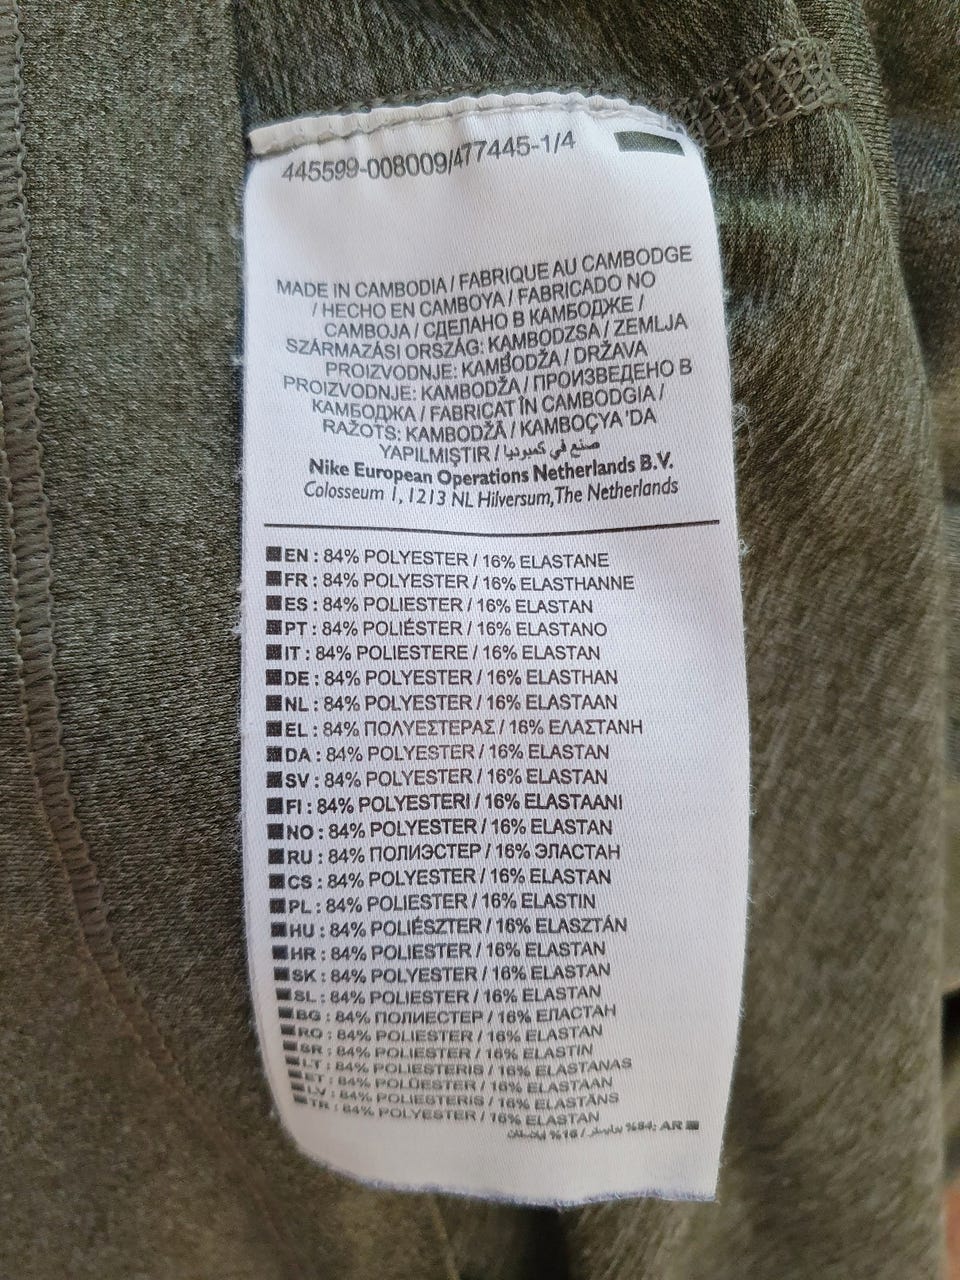 445599-008009/477445-1/4
MADE IN CAMBODIA / FABRIQUE AU CAMBODGE
/ HECHO EN CAMBOYA / FABRICADO NO
CAMBOJA / СДЕЛАНО В КАМБОДЖЕ /
SZÁRMAZÁSI ORSZÁG: KAMBODZSA / ZEMLJA
PROIZVODNJE: KAMBODŽA / DRŽAVA
PROIZVODNJE: KAMBODŽA / ПРОИЗВЕДЕНО В
КАМБОДЖА / FABRICAT ÎN CAMBODGIA /
RAŽOTS: KAMBODŽĀ / KAMBOÇYA 'DA
YAPILMIŞTIR / صنع في كمبوديا
Nike European Operations Netherlands B.V.
Colosseum 1, 1213 NL Hilversum, The Netherlands
EN : 84% POLYESTER / 16% ELASTANE
FR : 84% POLYESTER / 16% ELASTHANNE
ES : 84% POLIESTER / 16% ELASTAN
PT : 84% POLIÉSTER / 16% ELASTANO
IT : 84% POLIESTERE / 16% ELASTAN
DE : 84% POLYESTER / 16% ELASTHAN
NL : 84% POLYESTER / 16% ELASTAAN
EL : 84% ΠΟΛΥΕΣΤΕΡΑΣ / 16% ΕΛΑΣΤΑΝΗ
DA : 84% POLYESTER / 16% ELASTAN
SV : 84% POLYESTER / 16% ELASTAN
FI : 84% POLYESTERI / 16% ELASTAANI
NO : 84% POLYESTER / 16% ELASTAN
RU : 84% ПОЛИЭСТЕР / 16% ЭЛАСТАН
CS : 84% POLYESTER / 16% ELASTAN
PL : 84% POLIESTER / 16% ELASTIN
HU : 84% POLIÉSZTER / 16% ELASZTÁN
HR : 84% POLIESTER / 16% ELASTAN
SK : 84% POLYESTER / 16% ELASTAN
SL : 84% POLIESTER / 16% ELASTAN
BG : 84% ПОЛИЕСТЕР / 16% ЕЛАСТАН
RO : 84% POLIESTER / 16% ELASTAN
SR : 84% POLIESTER / 16% ELASTIN
LT : 84% POLIESTERIS / 16% ELASTANAS
ET : 84% POLÜESTER / 16% ELASTAAN
LV : 84% POLIESTERIS / 16% ELASTĀNS
TR : 84% POLYESTER / 16% ELASTAN
AR :84% / 16%